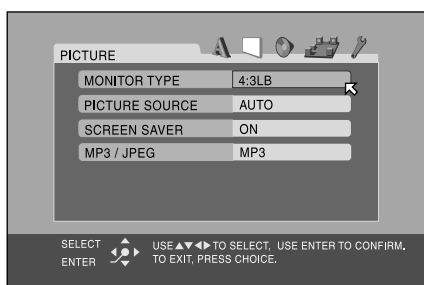 PICTURE
MONITOR TYPE 4:3LB
PICTURE SOURCE AUTO
SCREEN SAVER ON
MP3 / JPEG MP3
SELECT USE ▲▼◀▶ TO SELECT, USE ENTER TO CONFIRM.
ENTER TO EXIT, PRESS CHOICE.